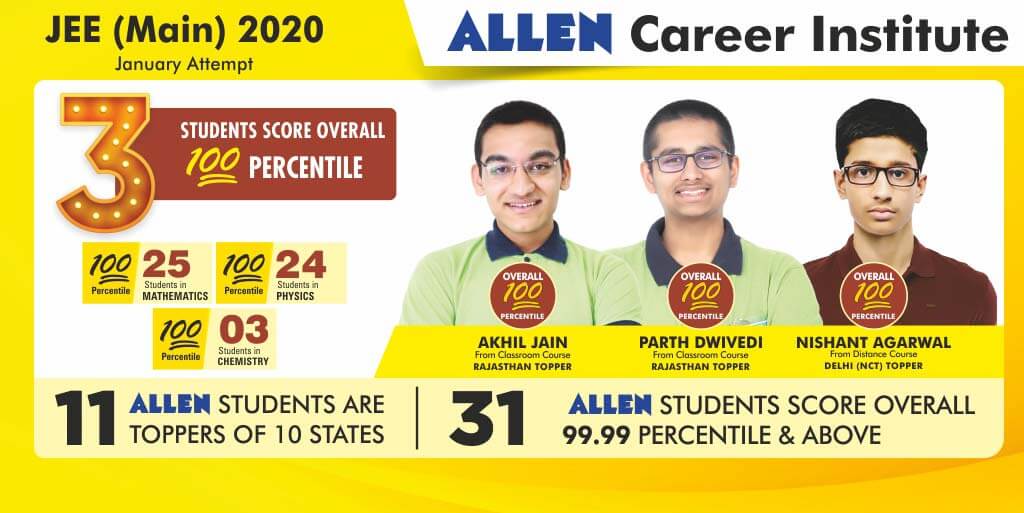 JEE (Main) 2020
January Attempt
ALLEN Career Institute
3
STUDENTS SCORE OVERALL
100 PERCENTILE
100
Percentile
25
Students in
MATHEMATICS
100
Percentile
24
Students in
PHYSICS
100
Percentile
03
Students in
CHEMISTRY
OVERALL
100
PERCENTILE
AKHIL JAIN
From Classroom Course
RAJASTHAN TOPPER
OVERALL
100
PERCENTILE
PARTH DWIVEDI
From Classroom Course
RAJASTHAN TOPPER
OVERALL
100
PERCENTILE
NISHANT AGARWAL
From Distance Course
DELHI (NCT) TOPPER
11 ALLEN STUDENTS ARE
TOPPERS OF 10 STATES
31 ALLEN STUDENTS SCORE OVERALL
99.99 PERCENTILE & ABOVE